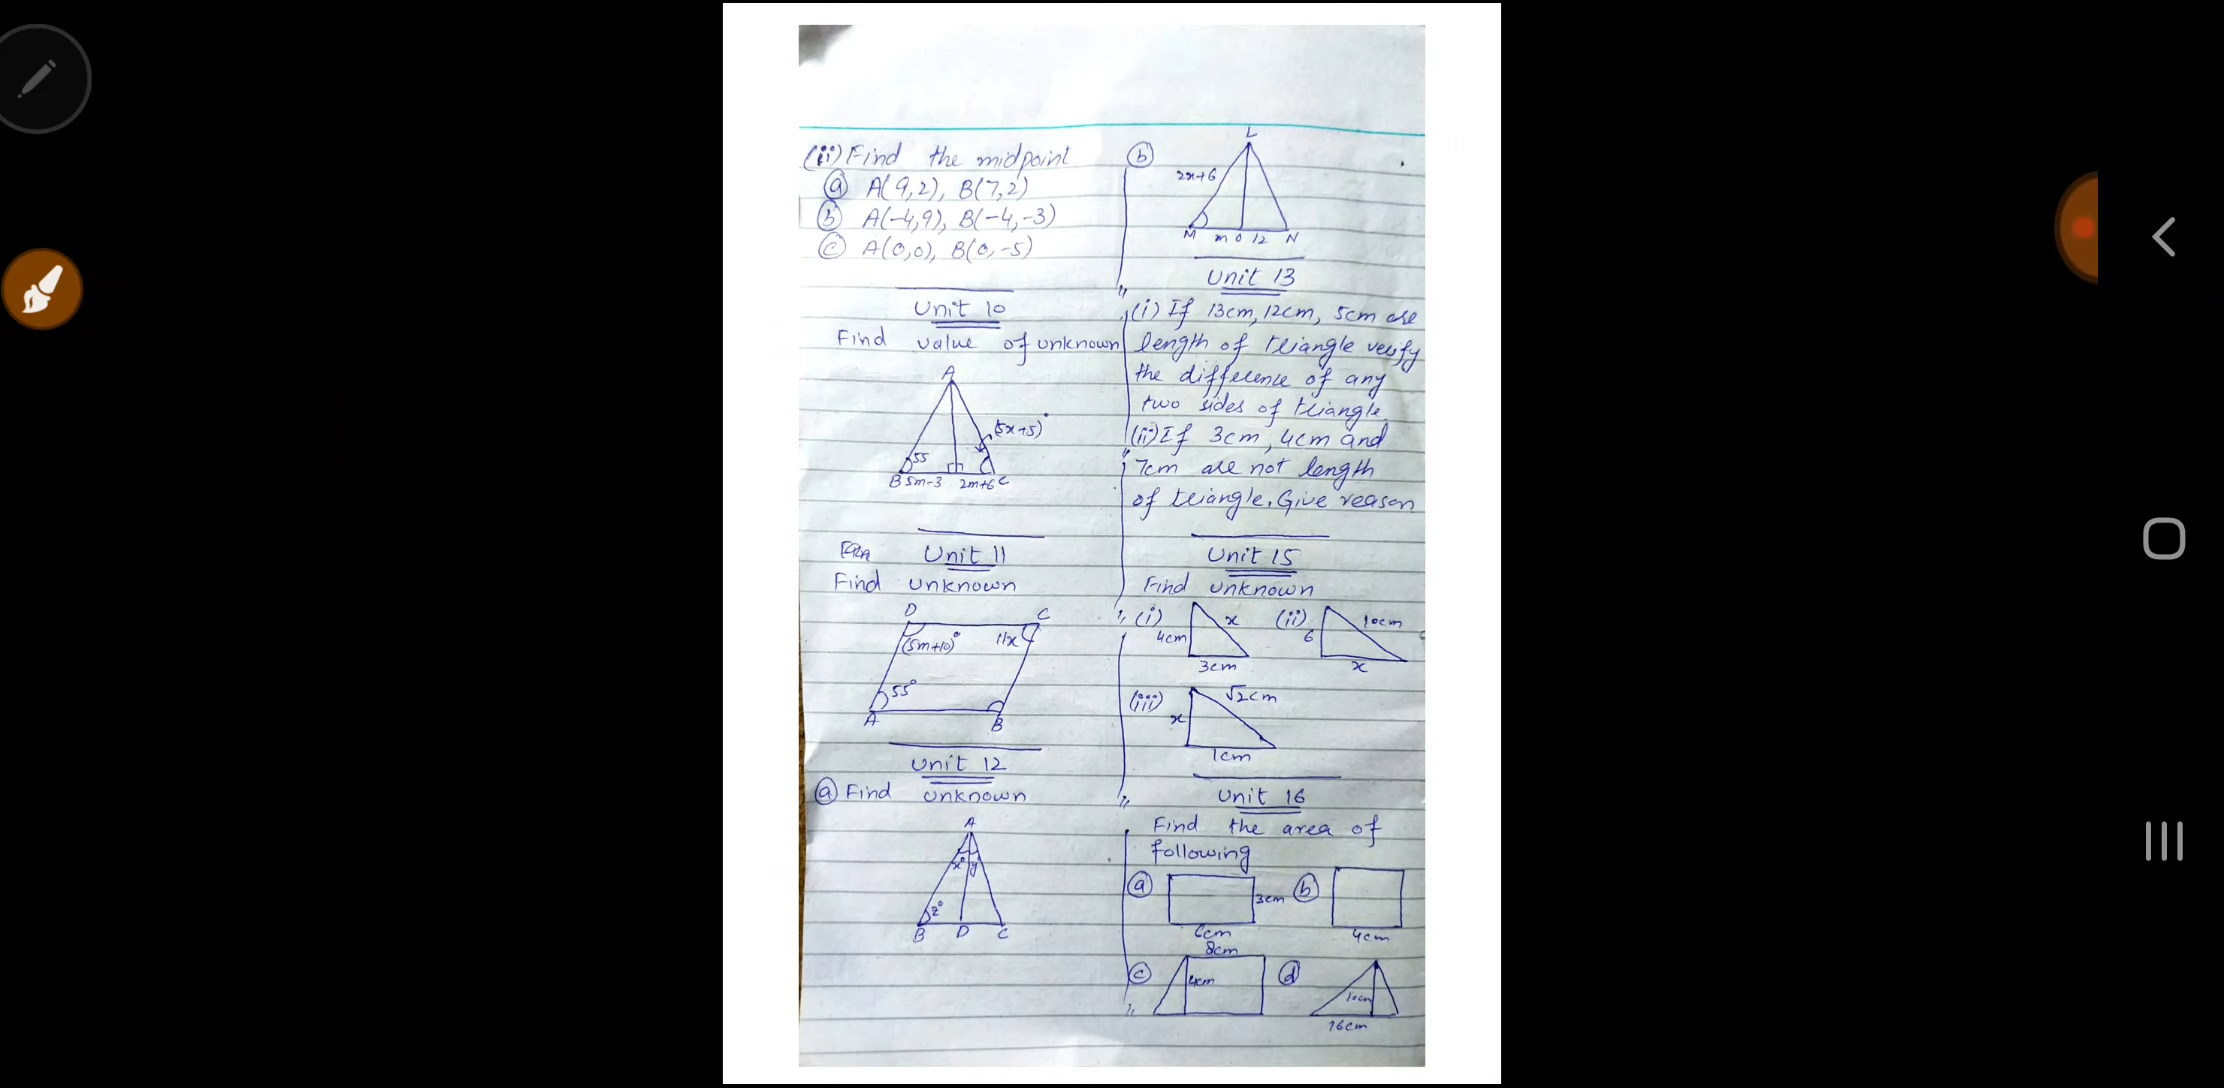 (ii) Find the midpoint
(a) A(9,2), B(7,2)
(b) A(-4,9), B(-4,-3)
(c) A(0,0), B(0,-5)
Unit 10
Find value of unknown
A
(5x+5)°
55
B 5m-3 2m+6 C
Unit 11
Find unknown
D C
(5m+10)° 11x
55°
A B
Unit 12
(a) Find unknown
A
x° y°
z°
B D C
(b)
L
2x+6
M m o 12 N
Unit 13
(i) If 13cm, 12cm, 5cm are
length of triangle verify
the difference of any
two sides of triangle.
(ii) If 3cm, 4cm and
7cm are not length
of triangle. Give reason
Unit 15
Find unknown
(i) x (ii) 10cm
4cm 6
3cm x
(iii) √2cm
x
1cm
Unit 16
Find the area of
following
(a) 3cm (b)
6cm 4cm
8cm
(c) 4cm (d)
10cm
16cm